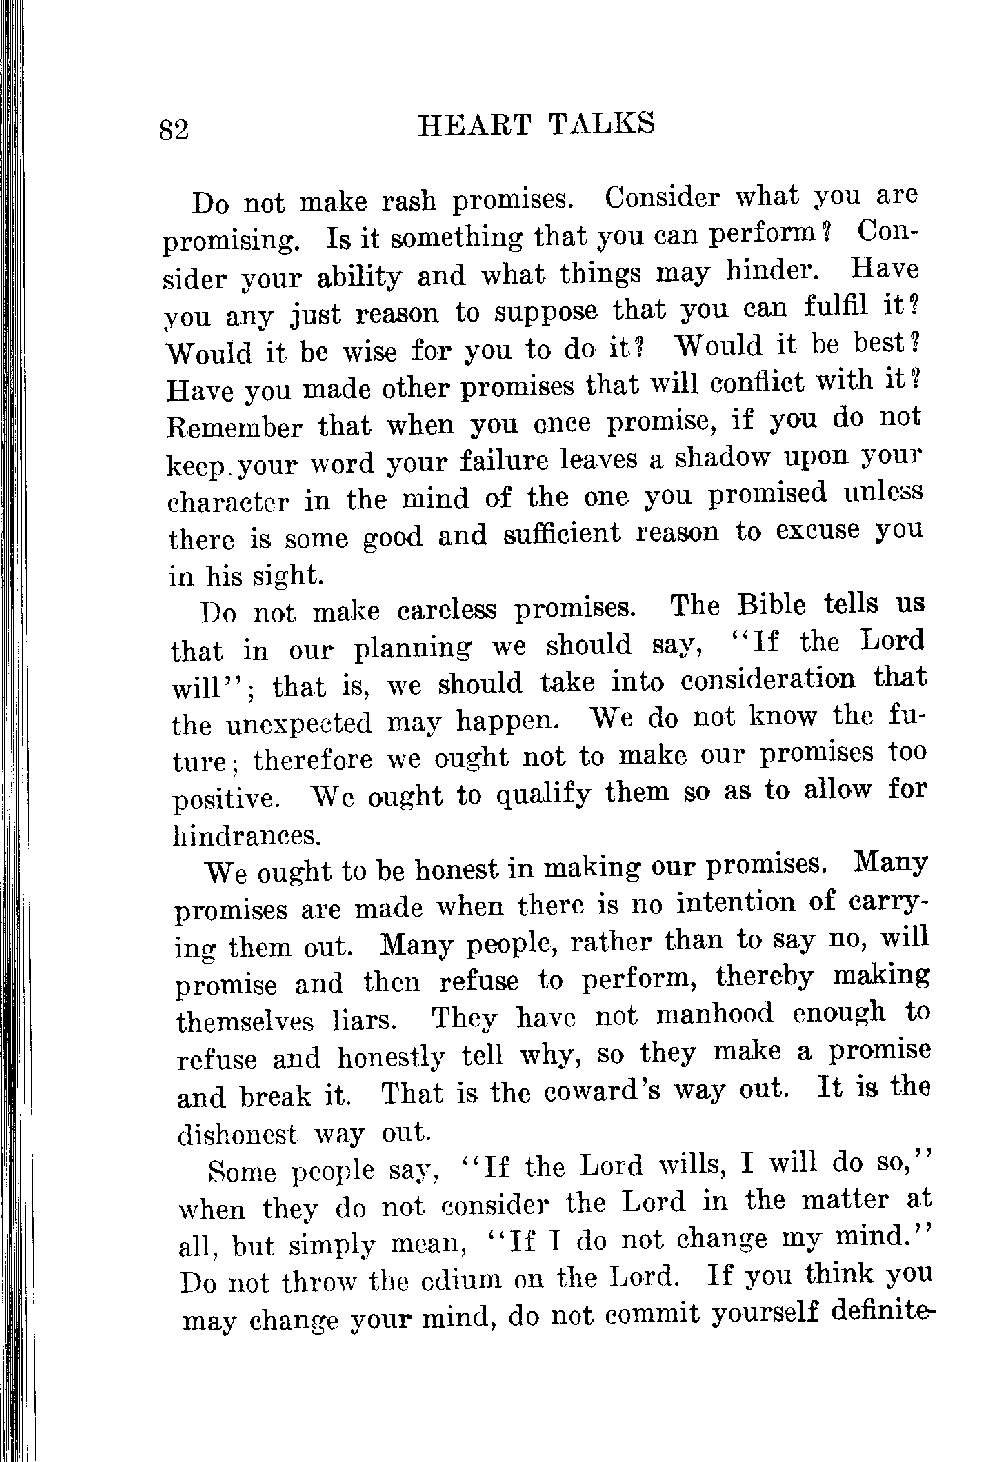 82 HEART TALKS
Do not make rash promises. Consider what you are
promising. Is it something that you can perform? Con-
sider your ability and what things may hinder. Have
you any just reason to suppose that you can fulfil it?
Would it be wise for you to do it? Would it be best?
Have you made other promises that will conflict with it?
Remember that when you once promise, if you do not
keep your word your failure leaves a shadow upon your
character in the mind of the one you promised unless
there is some good and sufficient reason to excuse you
in his sight.
Do not make careless promises. The Bible tells us
that in our planning we should say, "If the Lord
will"; that is, we should take into consideration that
the unexpected may happen. We do not know the fu-
ture; therefore we ought not to make our promises too
positive. We ought to qualify them so as to allow for
hindrances.
We ought to be honest in making our promises. Many
promises are made when there is no intention of carry-
ing them out. Many people, rather than to say no, will
promise and then refuse to perform, thereby making
themselves liars. They have not manhood enough to
refuse and honestly tell why, so they make a promise
and break it. That is the coward's way out. It is the
dishonest way out.
Some people say, "If the Lord wills, I will do so,"
when they do not consider the Lord in the matter at
all, but simply mean, "If I do not change my mind."
Do not throw the odium on the Lord. If you think you
may change your mind, do not commit yourself definite-